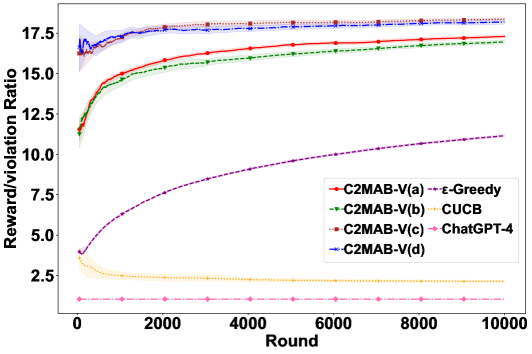 17.5
15.0
12.5
10.0
7.5
5.0
2.5
Reward/violation Ratio
C2MAB-V(a)
C2MAB-V(b)
C2MAB-V(c)
C2MAB-V(d)
ε-Greedy
CUCB
ChatGPT-4
0 2000 4000 6000 8000 10000
Round